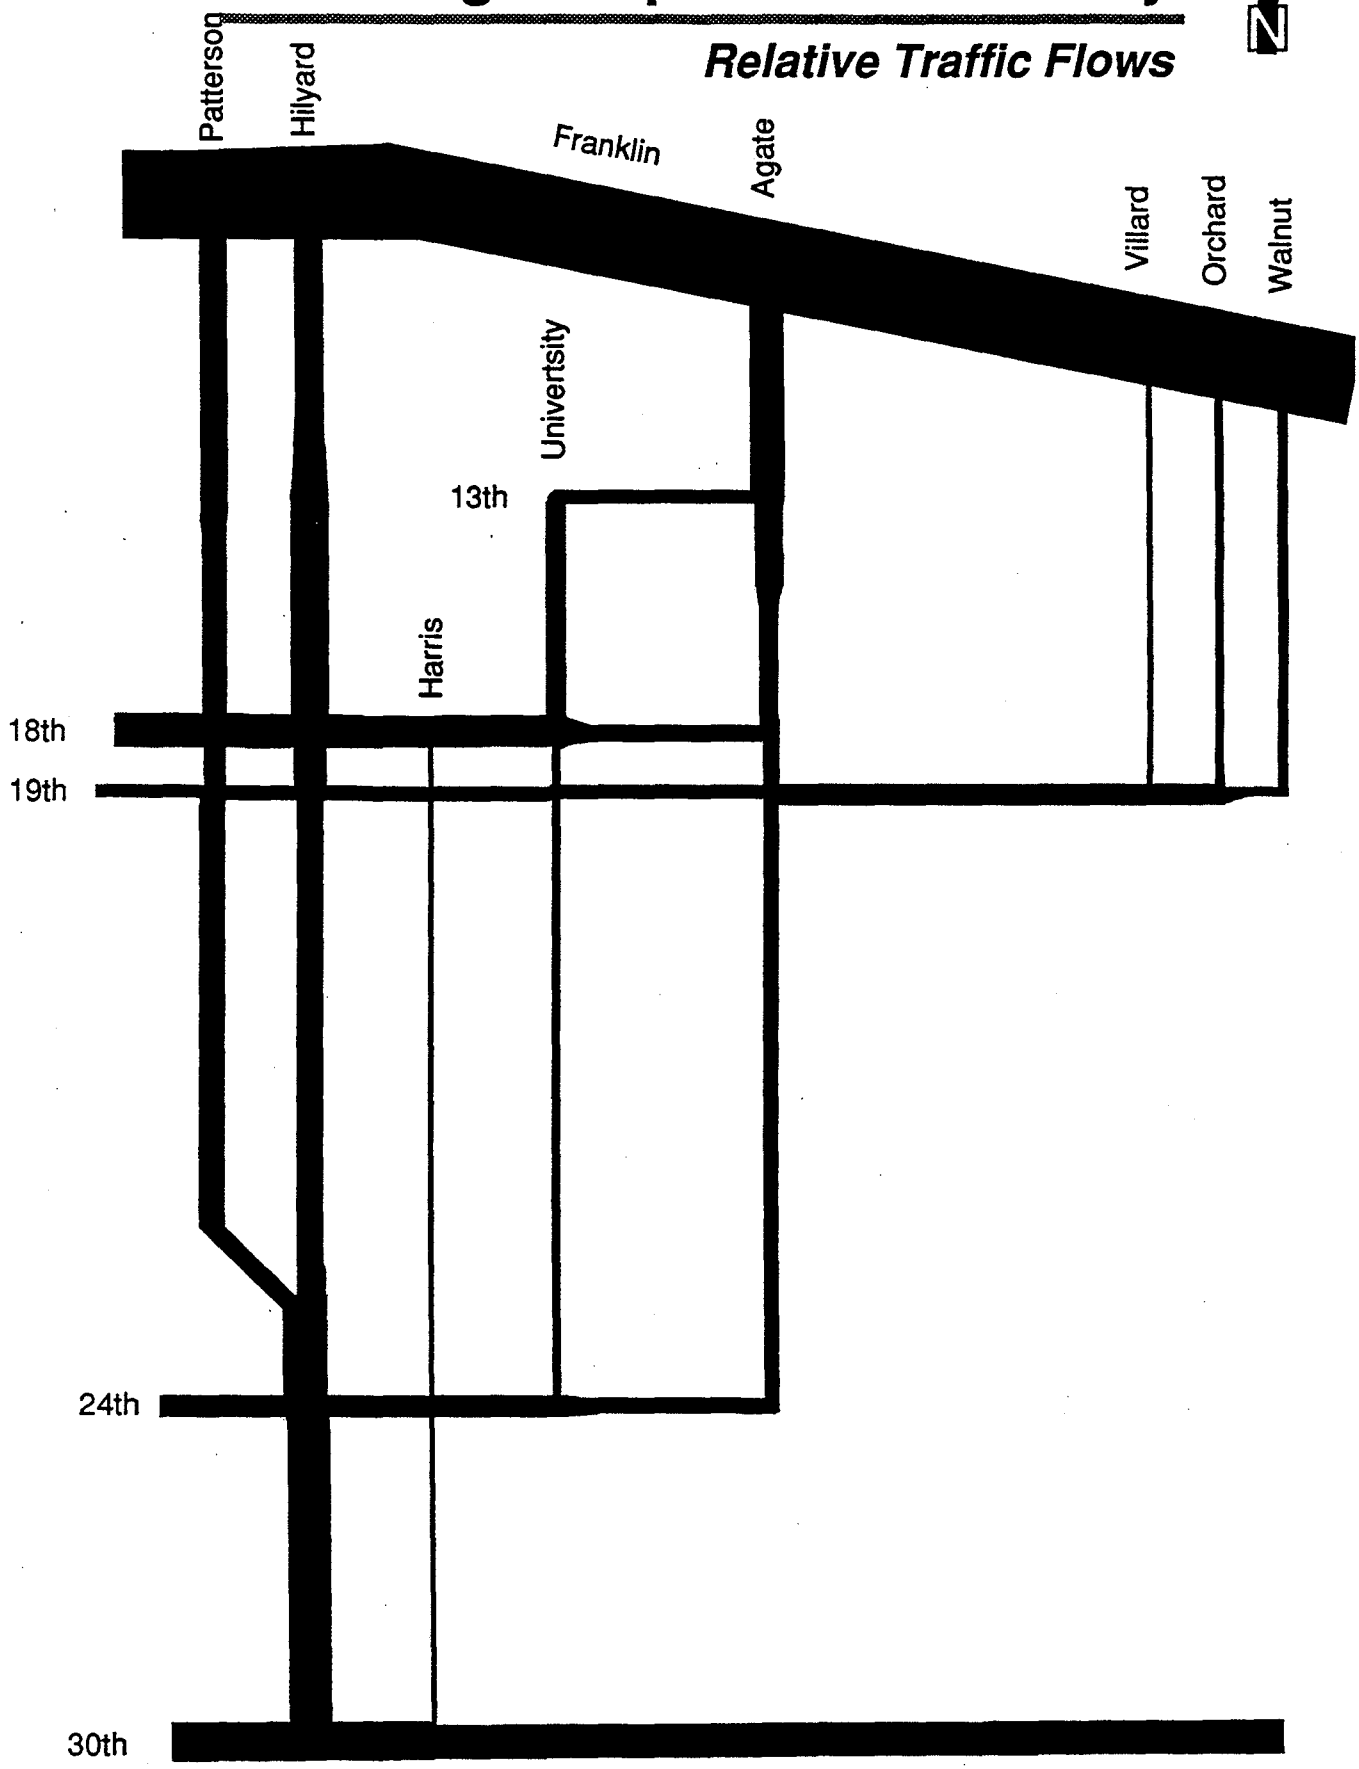 Relative Traffic Flows
N
Patterson
Hilyard
Franklin
Agate
Villard
Orchard
Walnut
Univertsity
13th
Harris
18th
19th
24th
30th